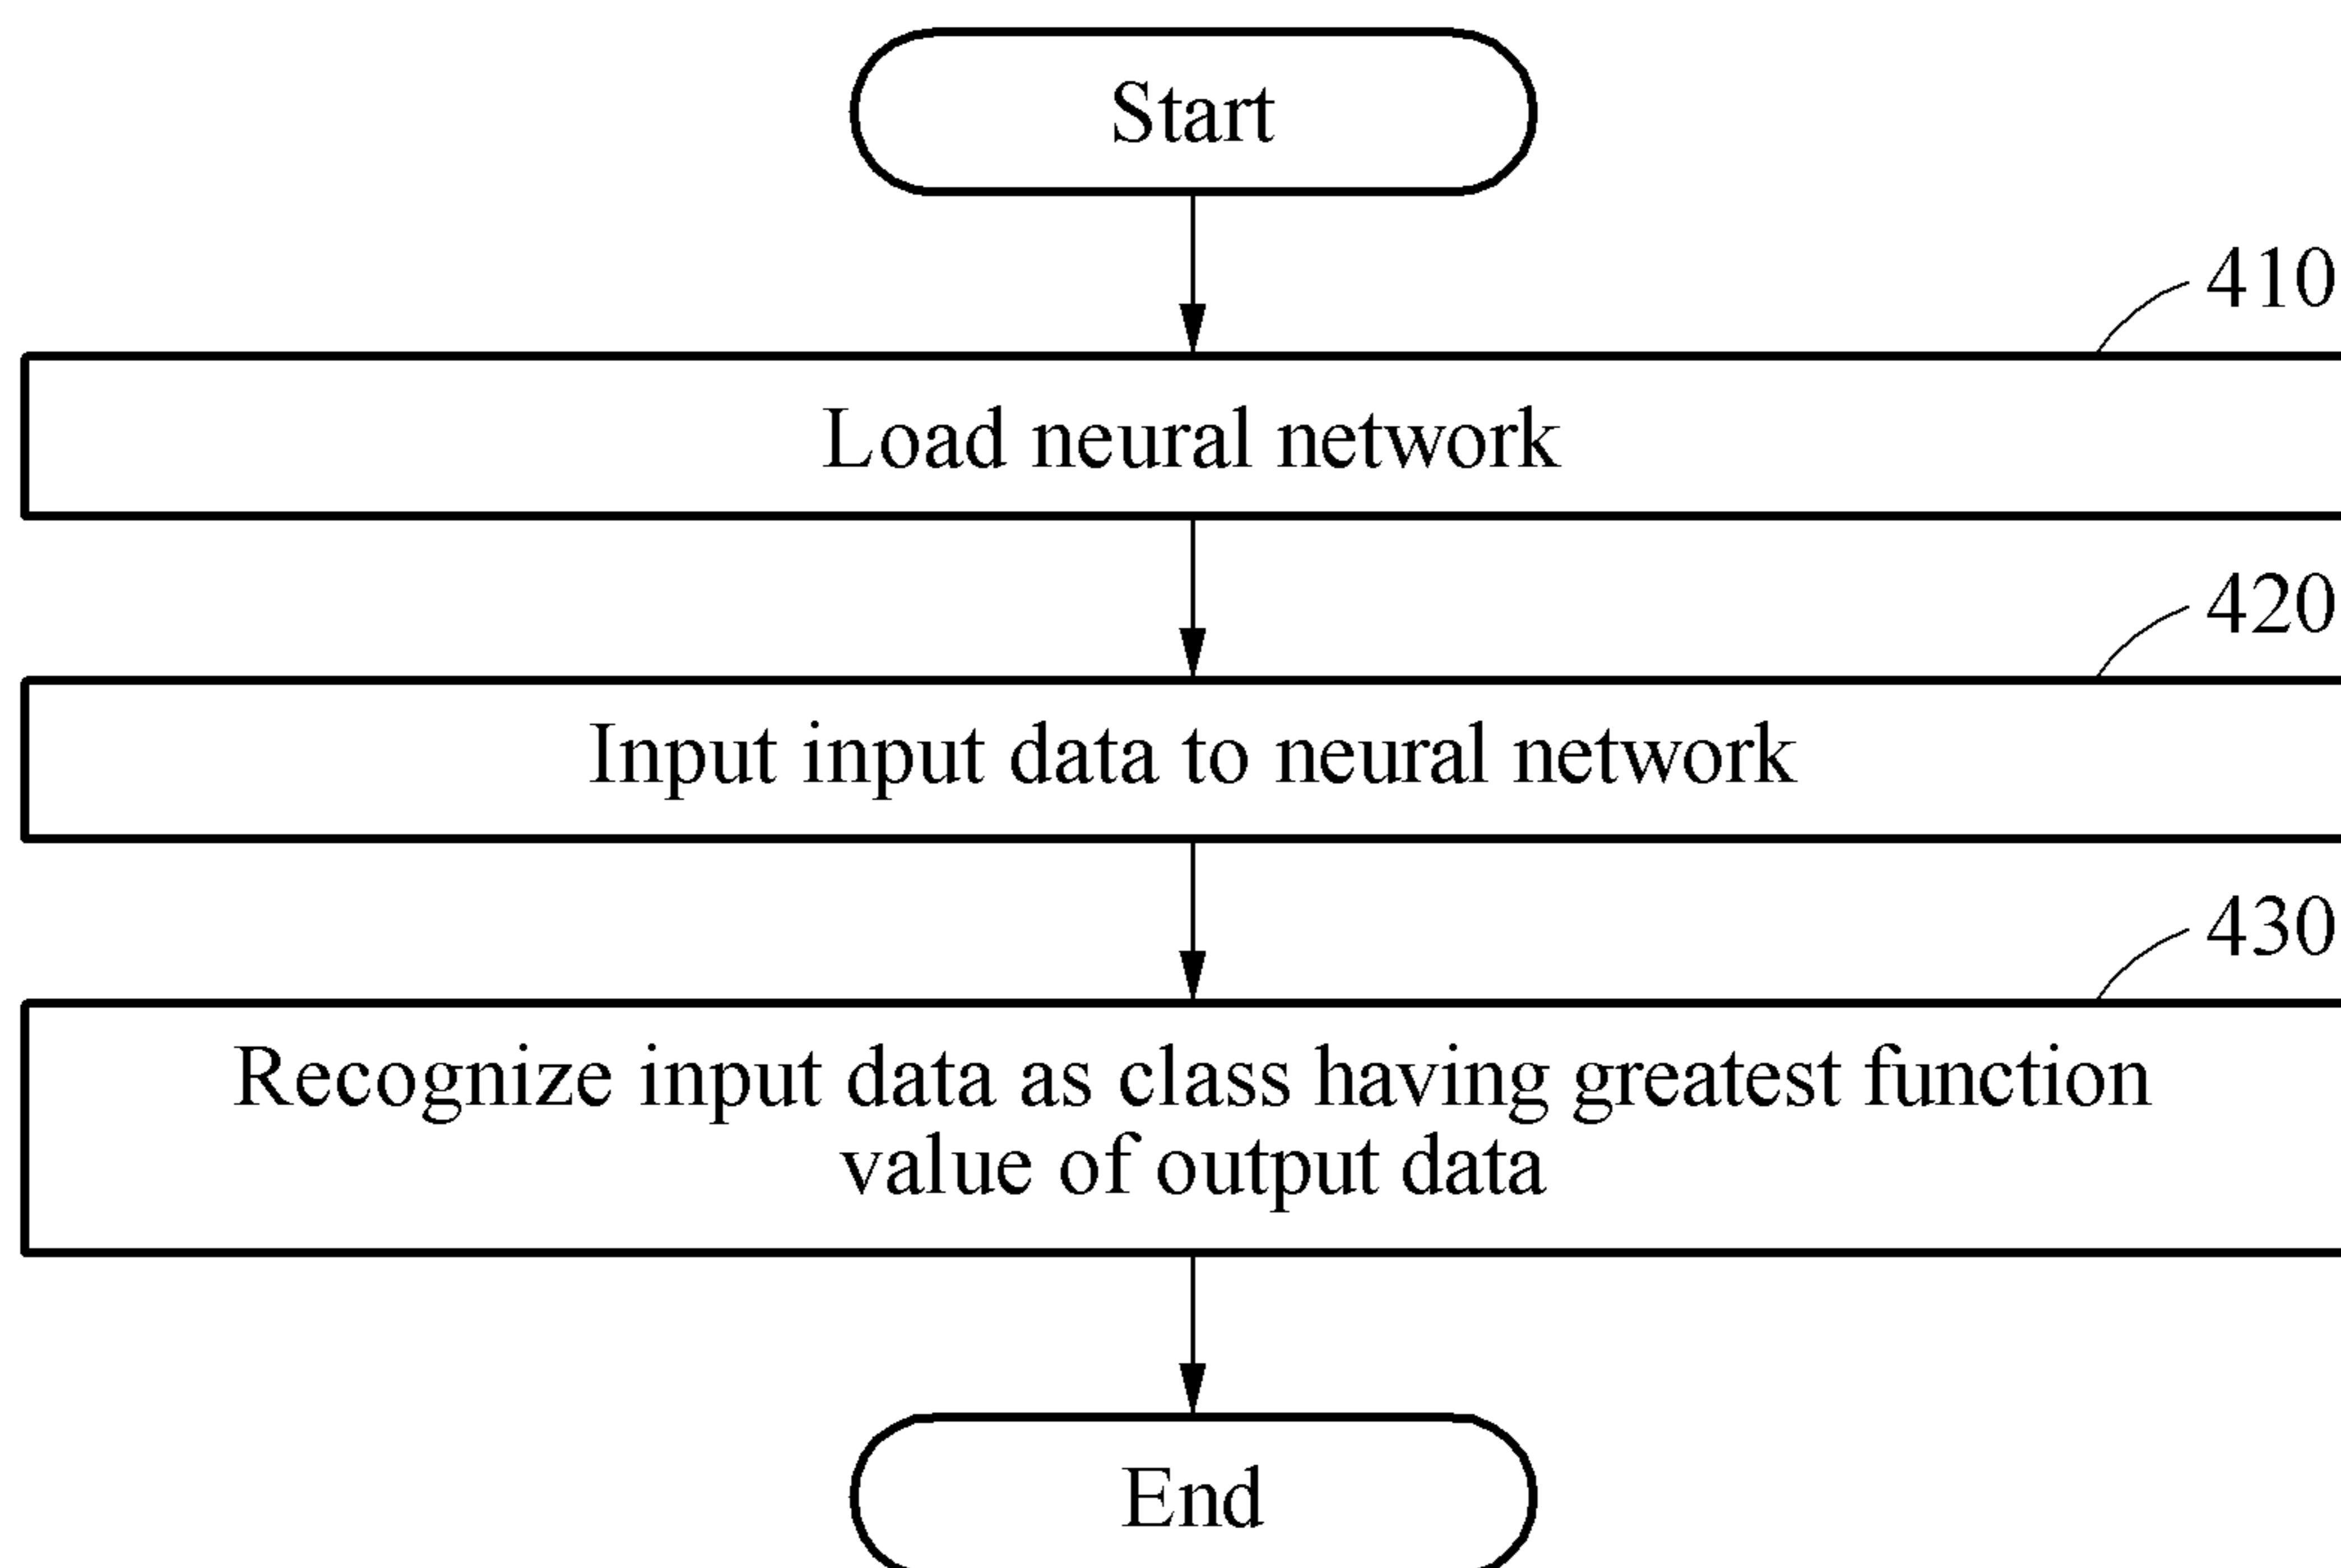 Start
410
Load neural network
420
Input input data to neural network
430
Recognize input data as class having greatest function
value of output data
End